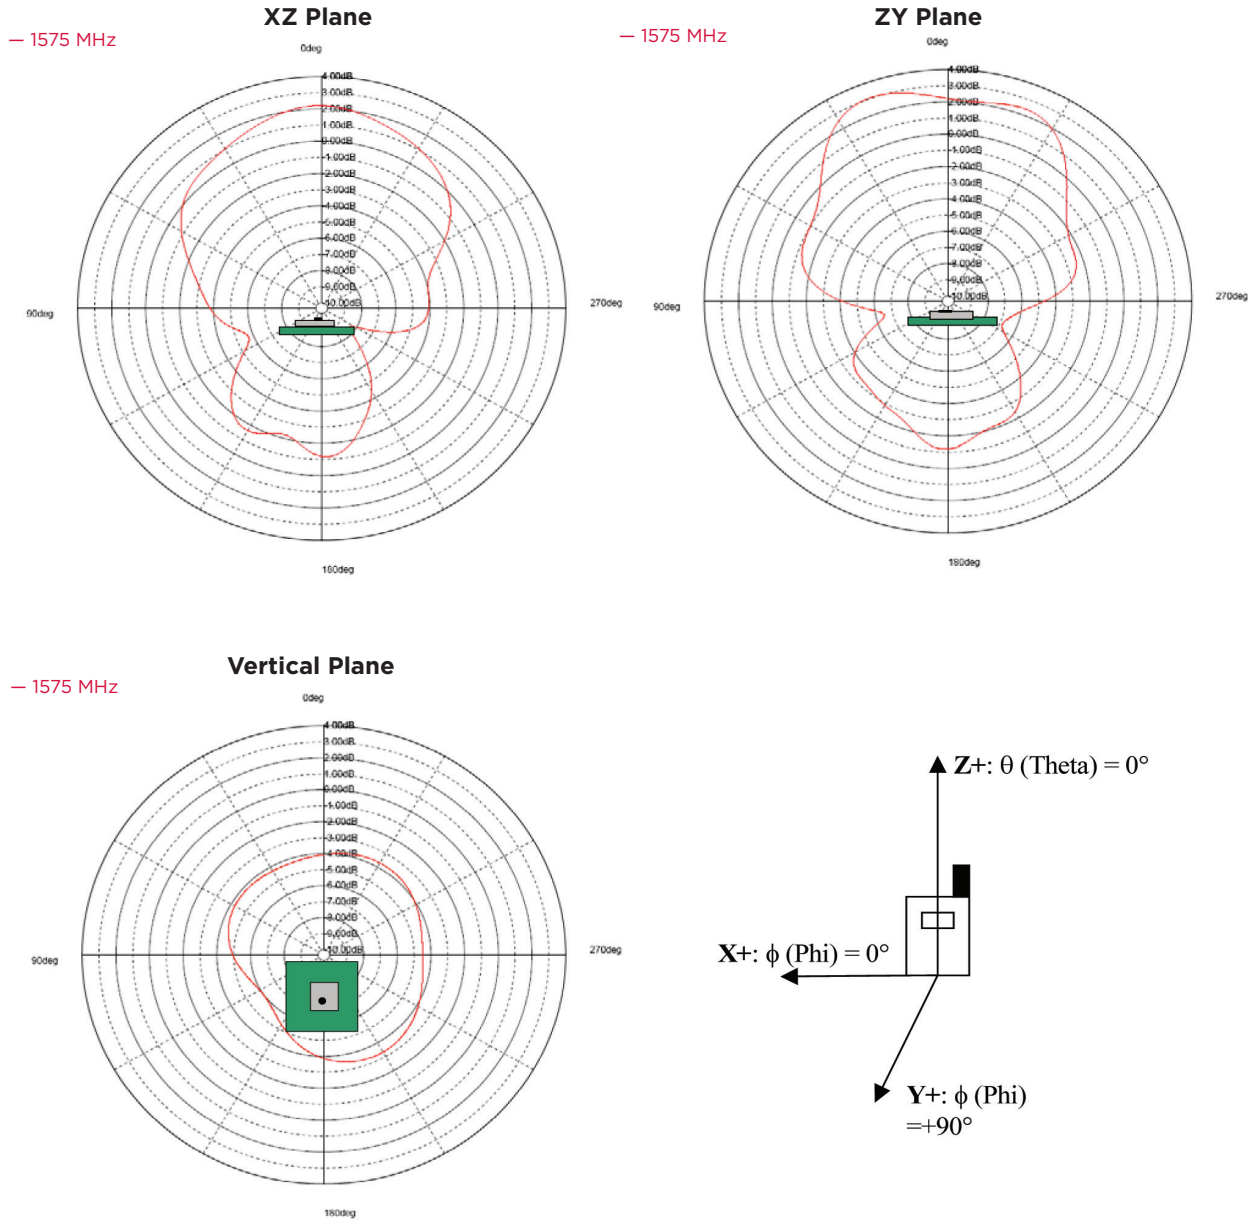 XZ Plane
— 1575 MHz
0deg
4.00dB
3.00dB
2.00dB
1.00dB
0.00dB
-1.00dB
-2.00dB
-3.00dB
-4.00dB
-5.00dB
-6.00dB
-7.00dB
-8.00dB
-9.00dB
-10.00dB
90deg
270deg
180deg
ZY Plane
— 1575 MHz
0deg
4.00dB
3.00dB
2.00dB
1.00dB
0.00dB
-1.00dB
-2.00dB
-3.00dB
-4.00dB
-5.00dB
-6.00dB
-7.00dB
-8.00dB
-9.00dB
-10.00dB
90deg
270deg
180deg
Vertical Plane
— 1575 MHz
0deg
4.00dB
3.00dB
2.00dB
1.00dB
0.00dB
-1.00dB
-2.00dB
-3.00dB
-4.00dB
-5.00dB
-6.00dB
-7.00dB
-8.00dB
-9.00dB
-10.00dB
90deg
270deg
180deg
Z+: θ (Theta) = 0°
X+: ϕ (Phi) = 0°
Y+: ϕ (Phi)
=+90°